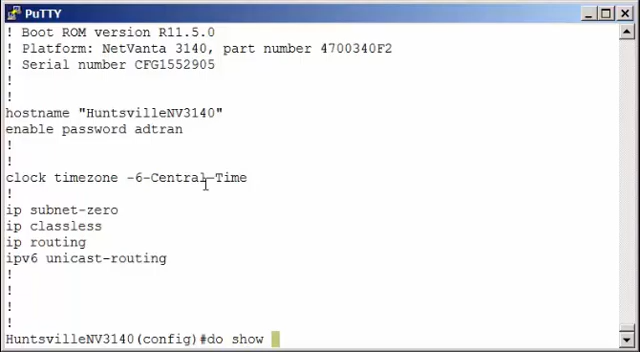 PuTTY
! Boot ROM version R11.5.0
! Platform: NetVanta 3140, part number 4700340F2
! Serial number CFG1552905
!
!
hostname "HuntsvilleNV3140"
enable password adtran
!
!
clock timezone -6-Central-Time
!
ip subnet-zero
ip classless
ip routing
ipv6 unicast-routing
!
!
!
!
HuntsvilleNV3140(config)#do show